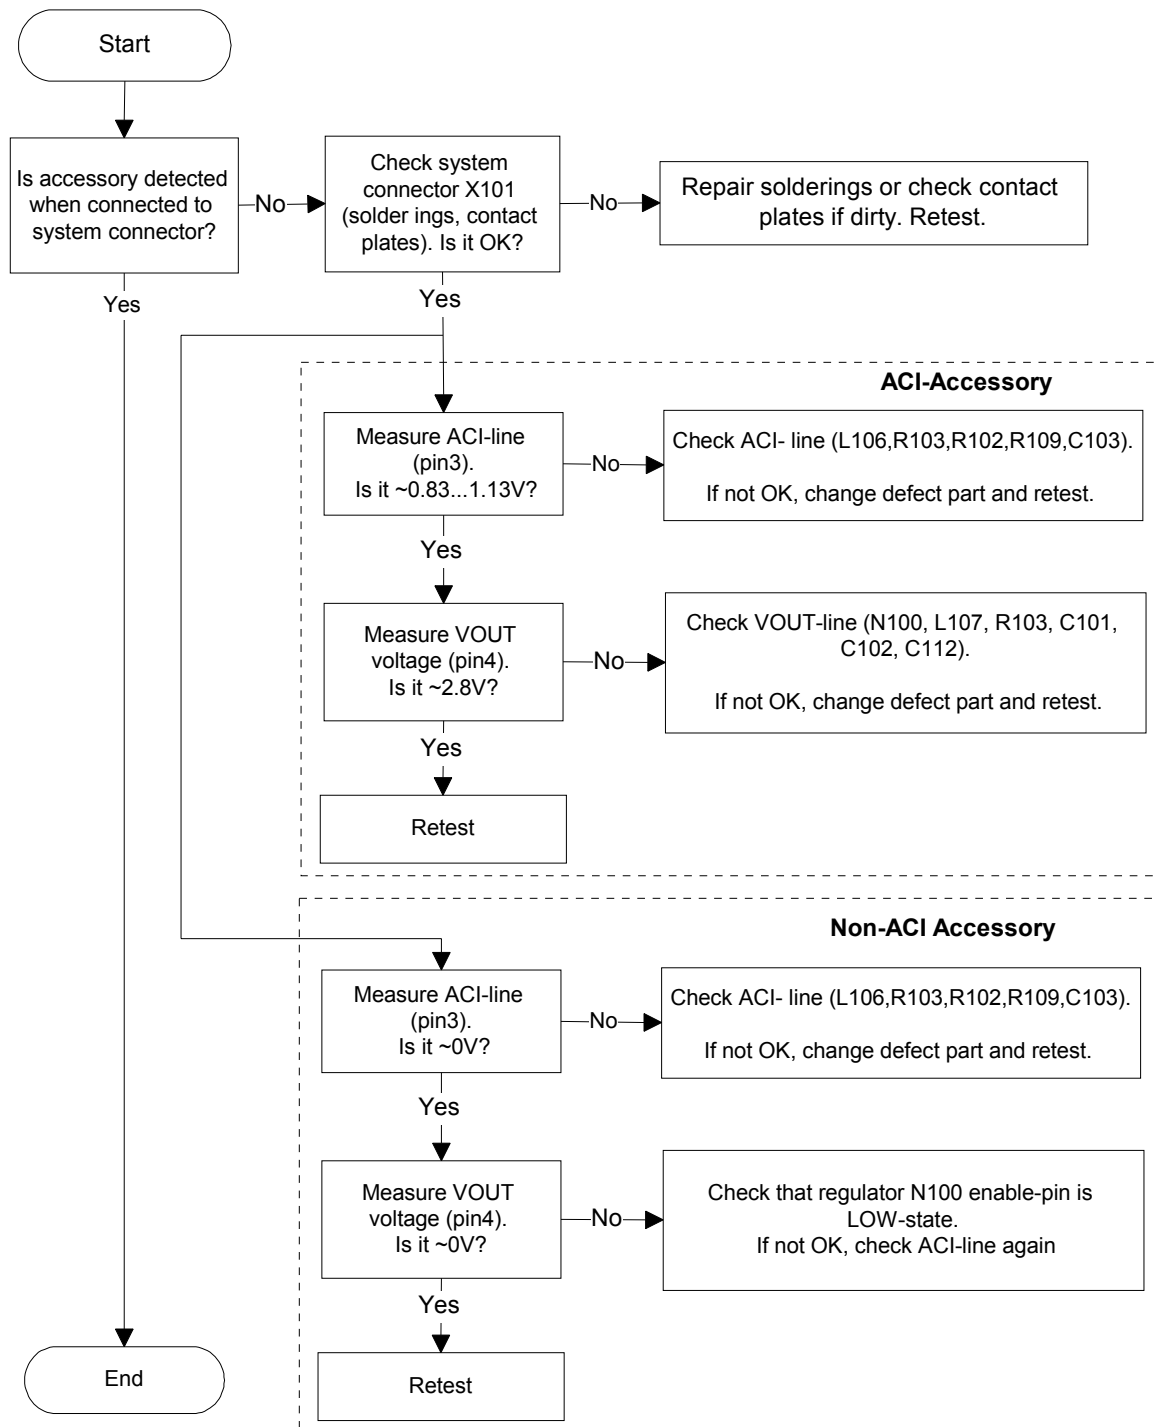 Start
Is accessory detected
when connected to
system connector?
No
Check system
connector X101
(solder ings, contact
plates). Is it OK?
No
Repair solderings or check contact
plates if dirty. Retest.
Yes
Yes
ACI-Accessory
Measure ACI-line
(pin3).
Is it ~0.83...1.13V?
No
Check ACI- line (L106,R103,R102,R109,C103).
If not OK, change defect part and retest.
Yes
Measure VOUT
voltage (pin4).
Is it ~2.8V?
No
Check VOUT-line (N100, L107, R103, C101,
C102, C112).
If not OK, change defect part and retest.
Yes
Retest
Non-ACI Accessory
Measure ACI-line
(pin3).
Is it ~0V?
No
Check ACI- line (L106,R103,R102,R109,C103).
If not OK, change defect part and retest.
Yes
Measure VOUT
voltage (pin4).
Is it ~0V?
No
Check that regulator N100 enable-pin is
LOW-state.
If not OK, check ACI-line again
Yes
Retest
End